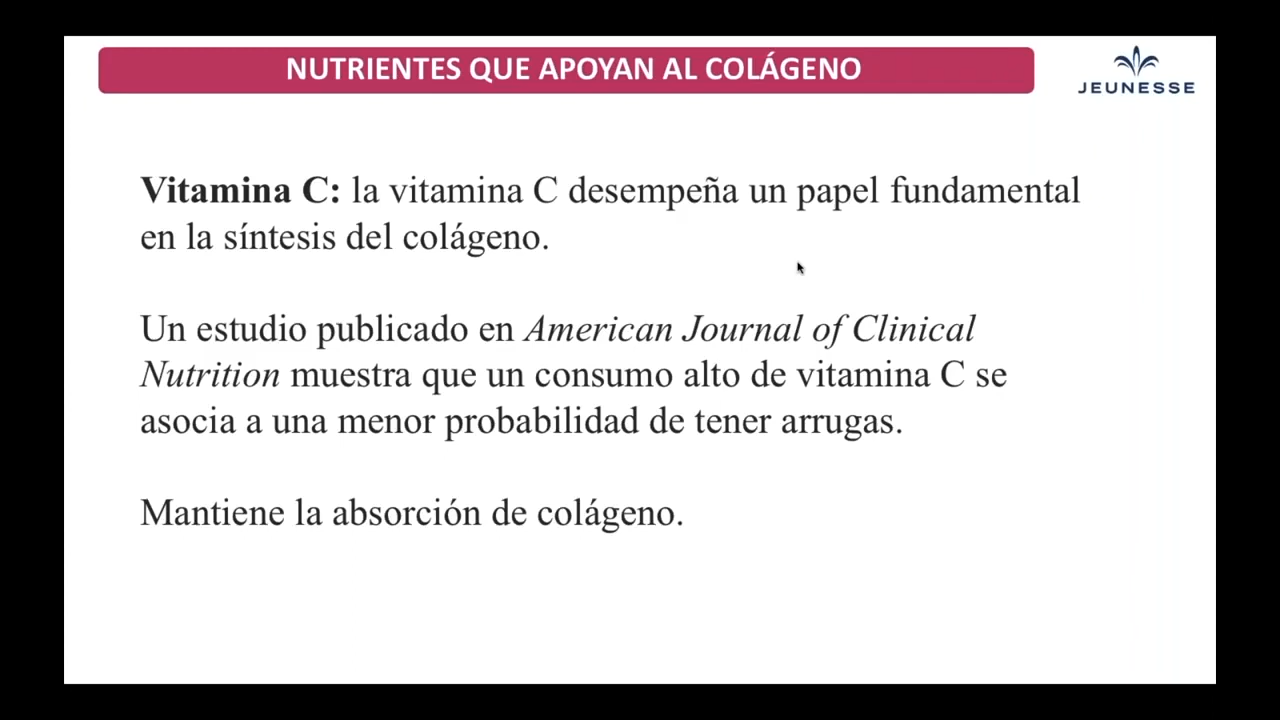 NUTRIENTES QUE APOYAN AL COLÁGENO
JEUNESSE
Vitamina C: la vitamina C desempeña un papel fundamental
en la síntesis del colágeno.
Un estudio publicado en American Journal of Clinical
Nutrition muestra que un consumo alto de vitamina C se
asocia a una menor probabilidad de tener arrugas.
Mantiene la absorción de colágeno.